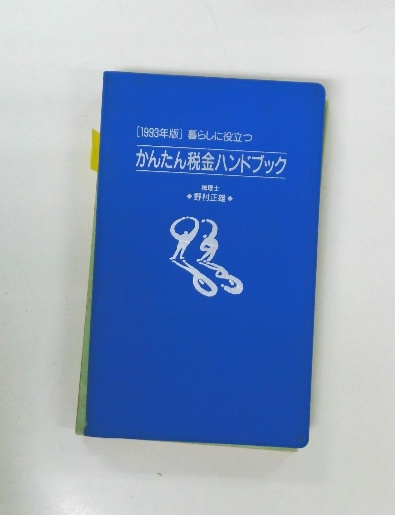 ［1993年版］ 暮らしに役立つ
かんたん税金ハンドブック
税理士
◆野村正雄◆